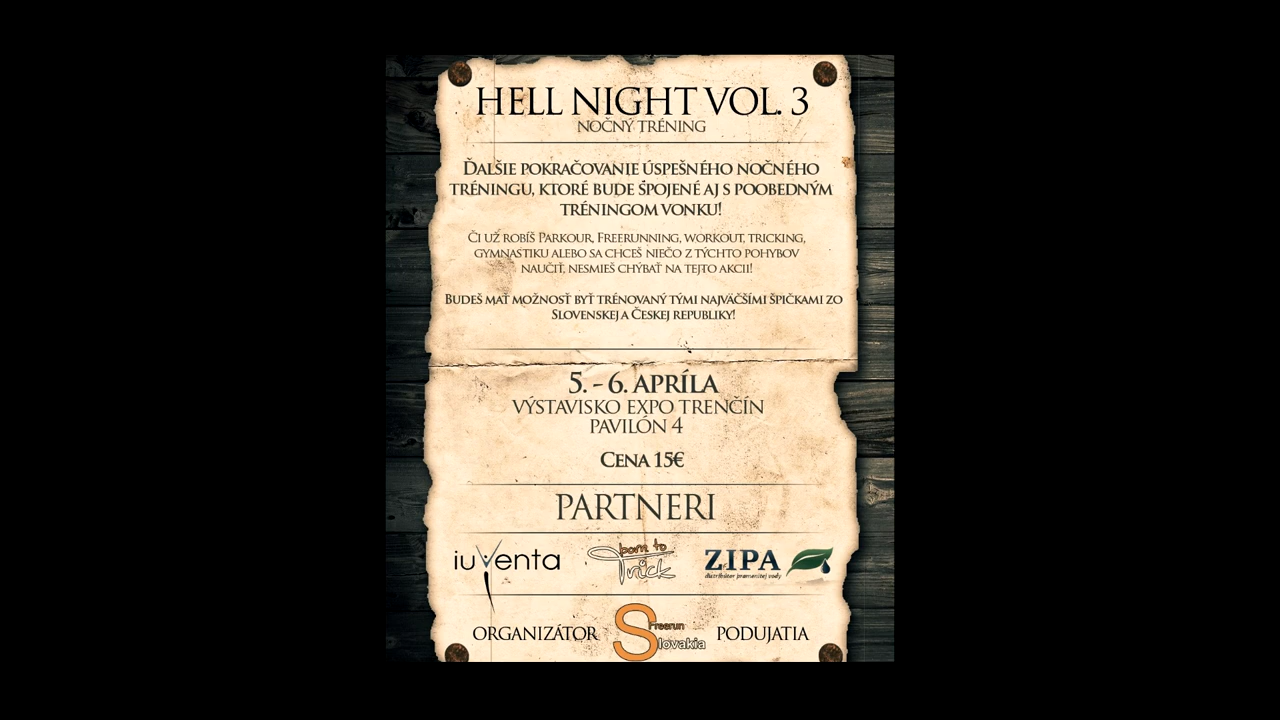 HELL NIGHT VOL. 3
NOČNÝ TRÉNING
ĎALŠIE POKRAČOVANIE ÚSPEŠNÉHO NOČNÉHO
TRÉNINGU, KTORÉ BUDE SPOJENÉ AJ S POOBEDNÝM
TRÉNINGOM VONKU!
ČI UŽ ROBÍŠ PARKOUR, FREERUNNING, WORKOUT, TRICKING,
GYMNASTIKU ALEBO SA CHCEŠ NIEČO Z TÝCHTO POHYBOV
NAUČIŤ, NESMIEŠ CHÝBAŤ NA TEJTO AKCII!
BUDEŠ MAŤ MOŽNOSŤ BYŤ TRÉNOVANÝ TÝMI NAJVÄČŠÍMI ŠPIČKAMI ZO
SLOVENSKEJ A ČESKEJ REPUBLIKY!
5. - 6. APRÍLA
VÝSTAVISKO EXPO TRENČÍN
PAVILÓN 4
CENA 15€
PARTNERI
iuventa
born to
Trick
ZIPA
distribútor pramenitej vody
ORGANIZÁTOR
Freerun
Slovakia
PODUJATIA